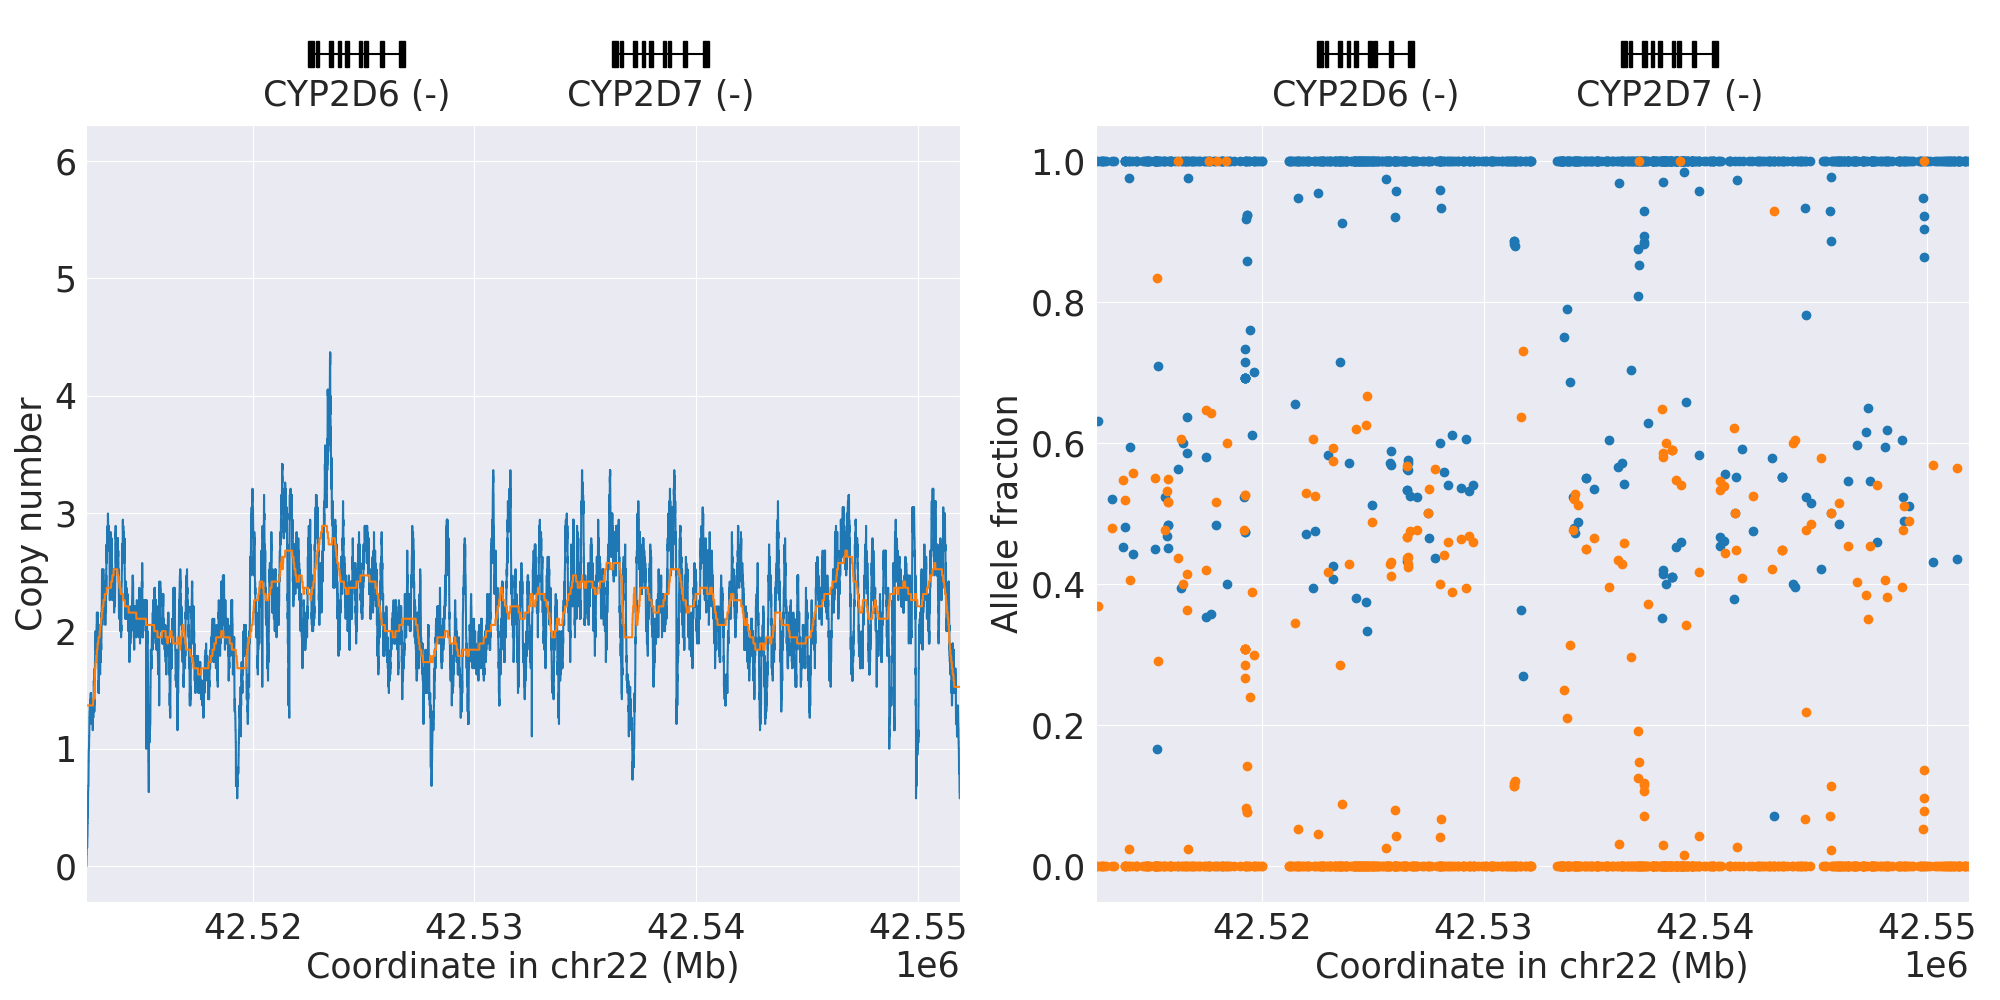 CYP2D6 (-) CYP2D7 (-)
6
5
4
3
2
1
0
Copy number
42.52 42.53 42.54 42.55
Coordinate in chr22 (Mb) 1e6
CYP2D6 (-) CYP2D7 (-)
1.0
0.8
0.6
0.4
0.2
0.0
Allele fraction
42.52 42.53 42.54 42.55
Coordinate in chr22 (Mb) 1e6